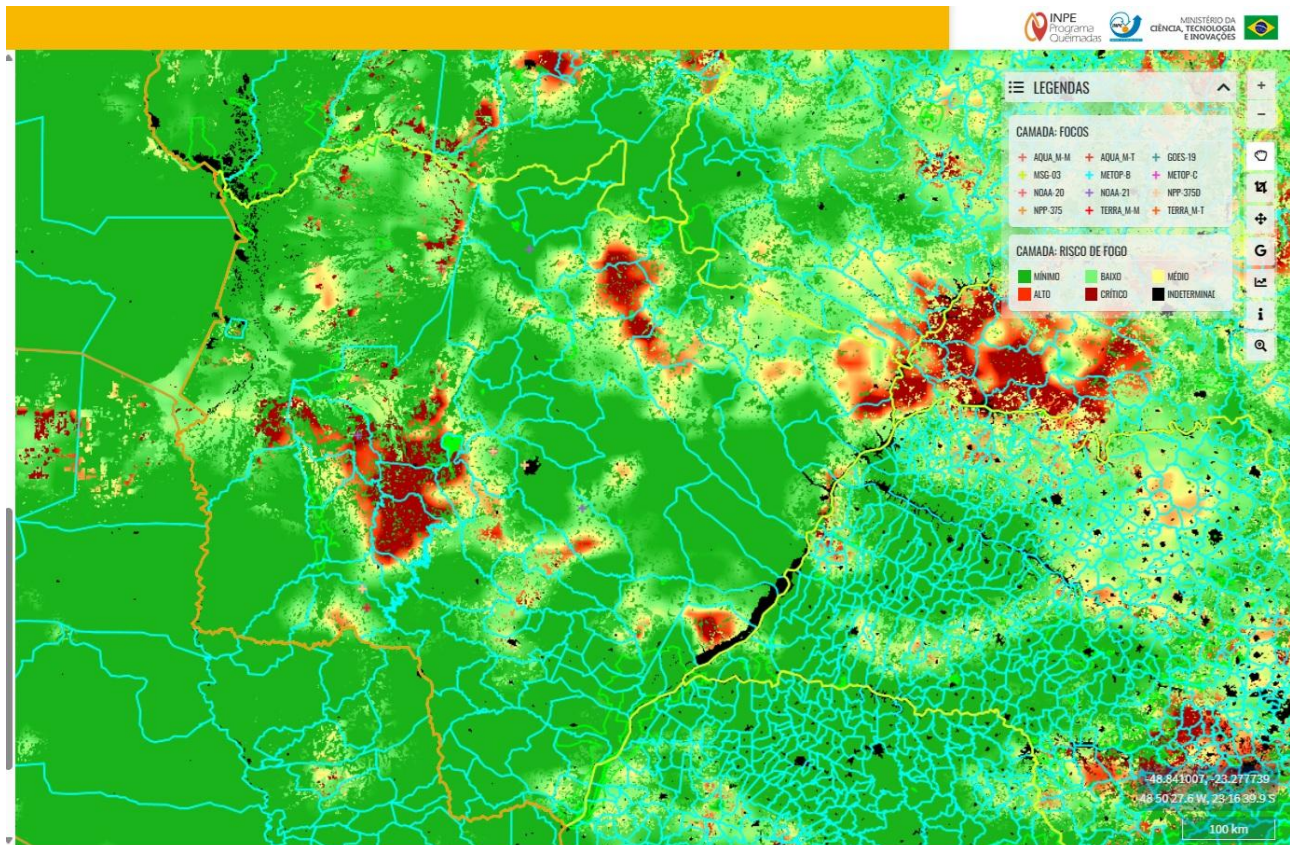 INPE
Programa
Queimadas
MINISTÉRIO DA
CIÊNCIA, TECNOLOGIA
E INOVAÇÕES
LEGENDAS
CAMADA: FOCOS
AQUA_M-M
AQUA_M-T
GOES-19
MSG-03
METOP-B
METOP-C
NOAA-20
NOAA-21
NPP-375D
NPP-375
TERRA_M-M
TERRA_M-T
CAMADA: RISCO DE FOGO
MÍNIMO
BAIXO
MÉDIO
ALTO
CRÍTICO
INDETERMINAD
G
i
-48.841007, -23.277739
48 50 27.6 W, 23 16 39.9 S
100 km